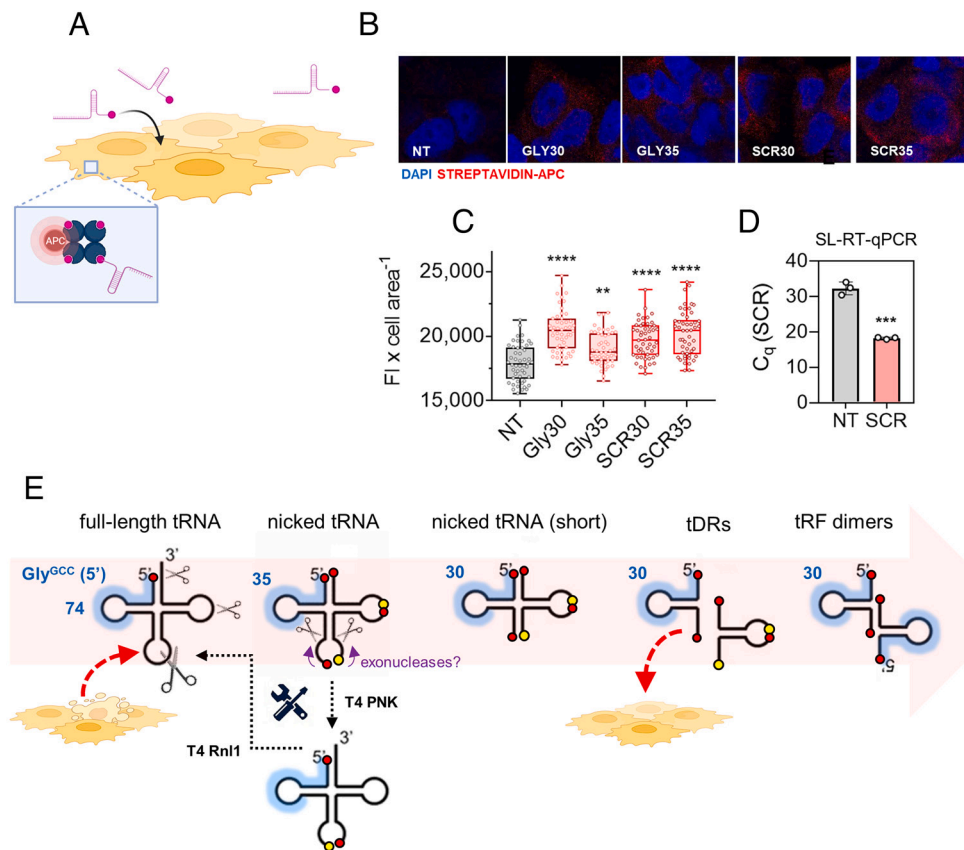 A
B
APC
NT
GLY30
GLY35
SCR30
SCR35
DAPI STREPTAVIDIN-APC
C
FI x cell area-1
25,000
20,000
15,000
****
**
****
****
NT
Gly30
Gly35
SCR30
SCR35
D
SL-RT-qPCR
Cq (SCR)
40
30
20
10
0
***
NT SCR
E
full-length tRNA
nicked tRNA
nicked tRNA (short)
tDRs
tRF dimers
GlyGCC (5’)
74
5’
3’
35
5’
30
5’
30
5’
30
5’
exonucleases?
T4 PNK
T4 Rnl1
5’
3’